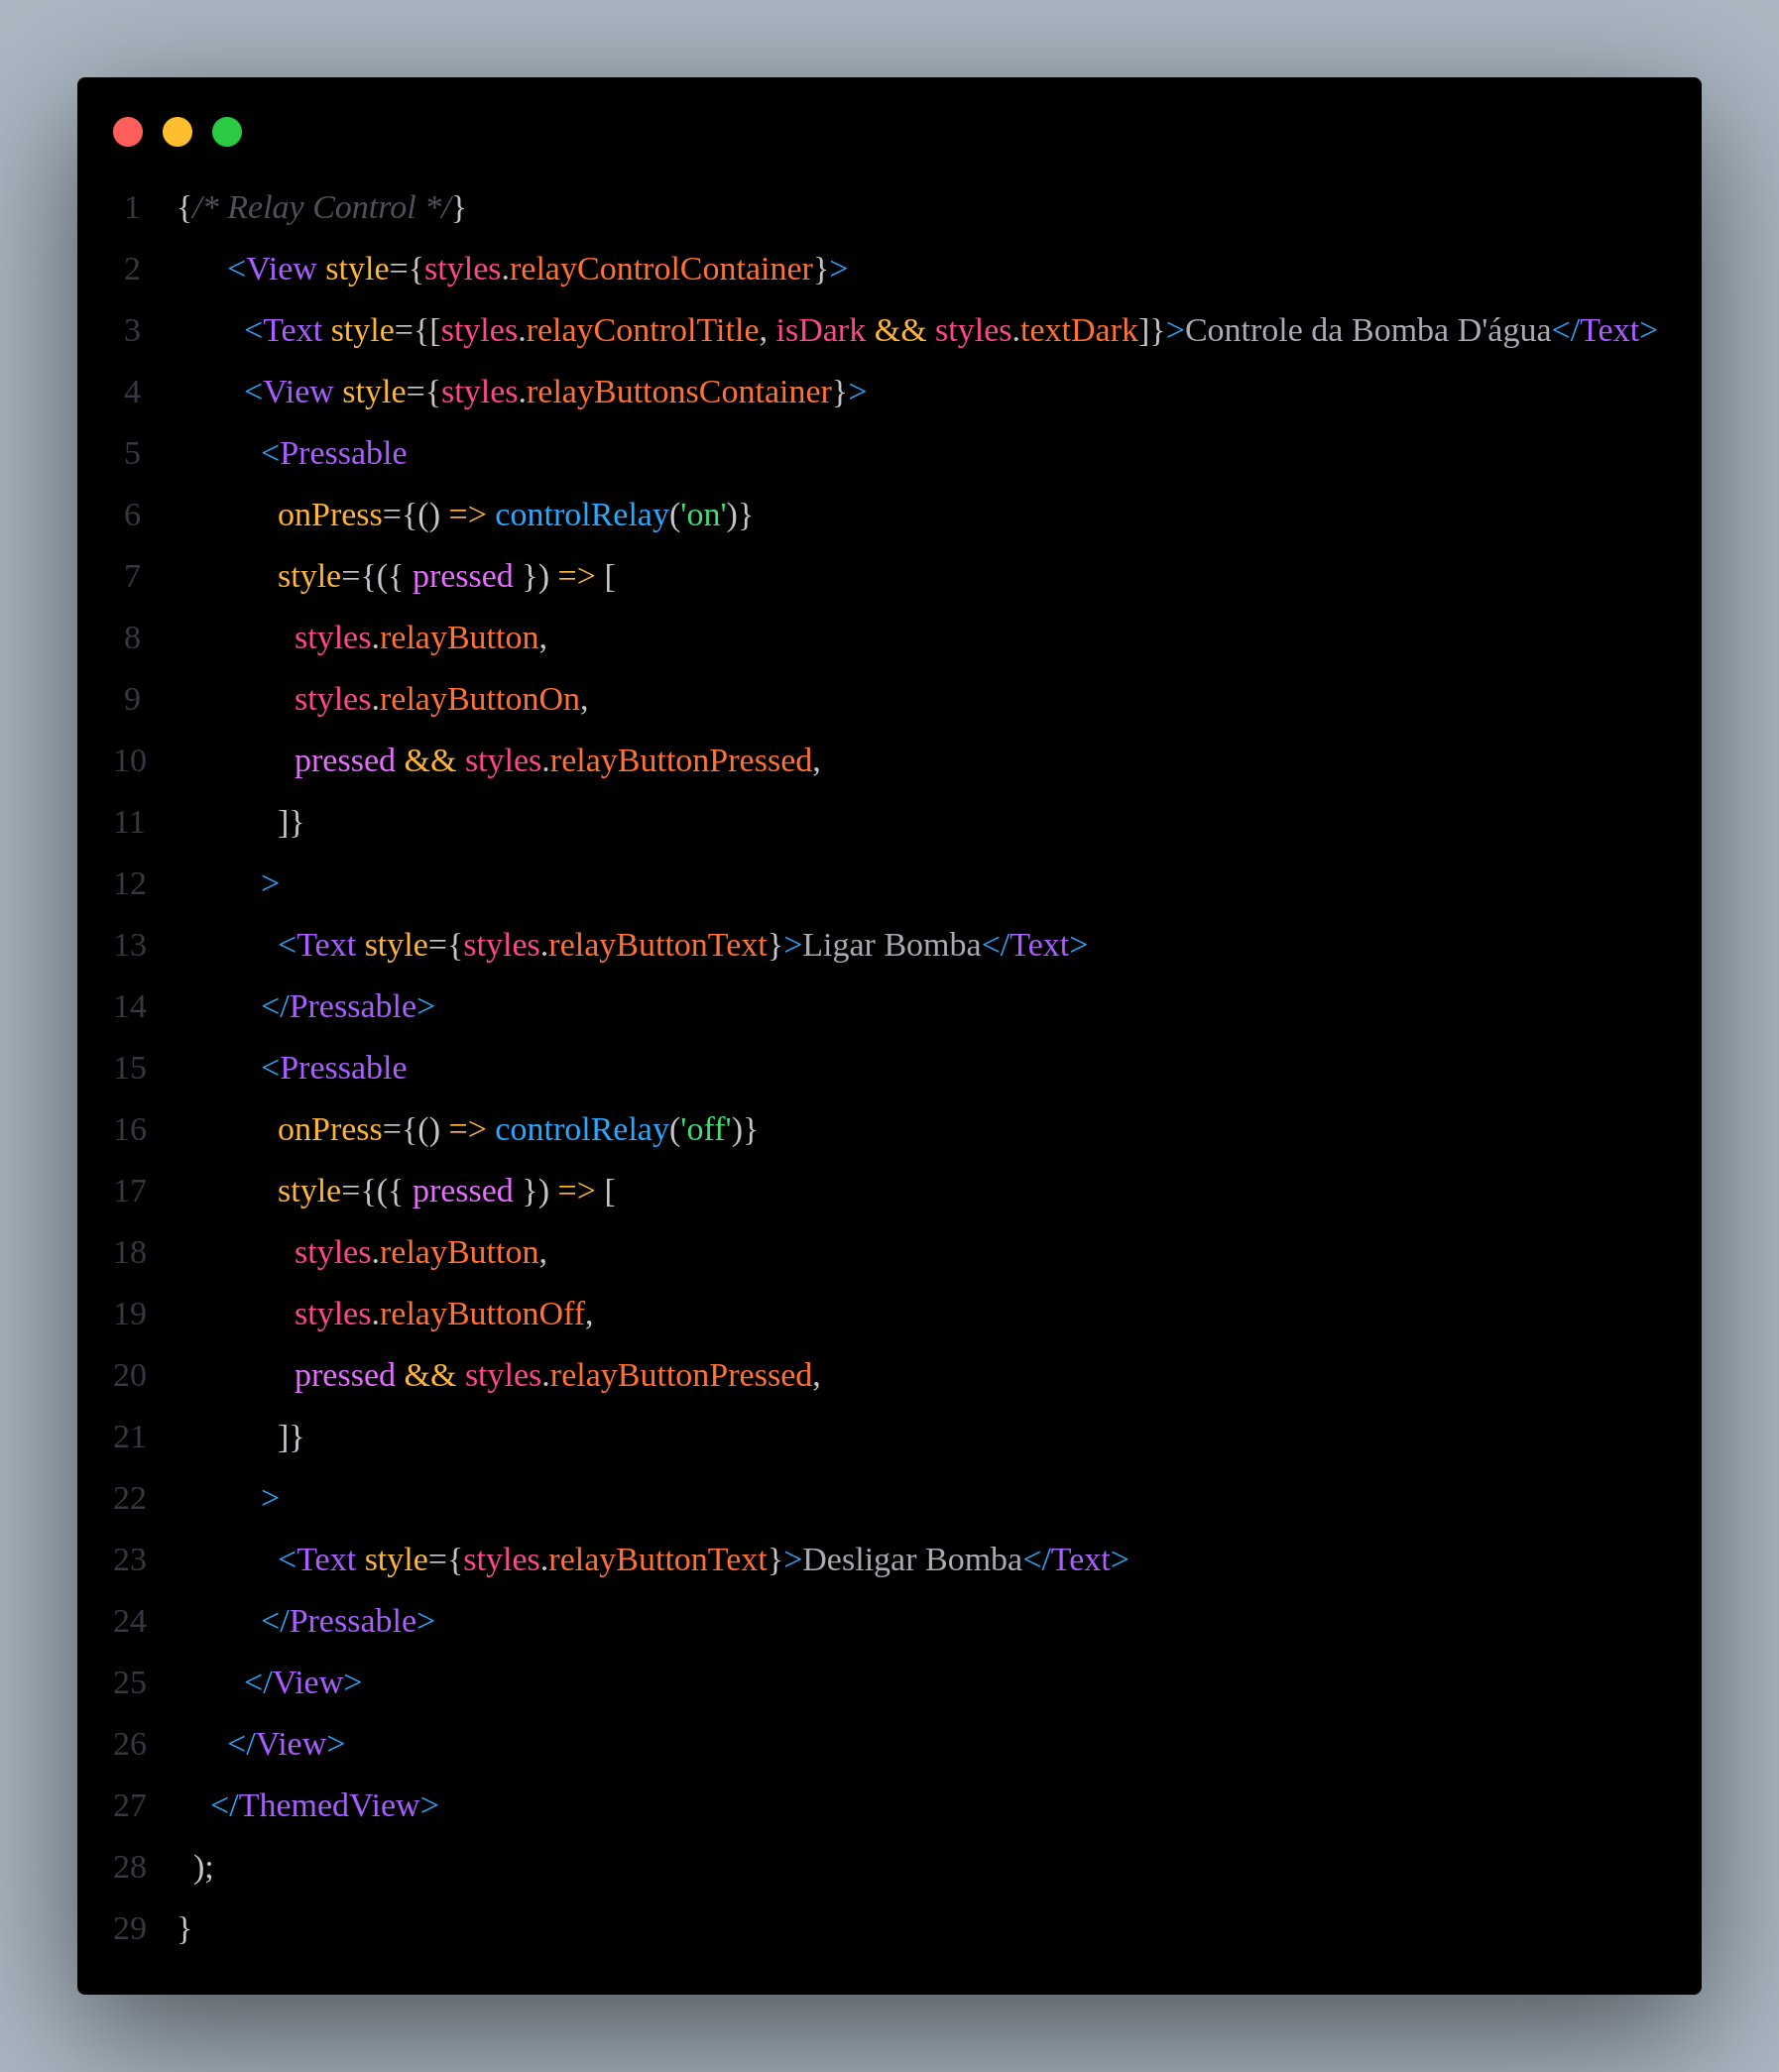 1 {/* Relay Control */}
2 <View style={styles.relayControlContainer}>
3 <Text style={[styles.relayControlTitle, isDark && styles.textDark]}>Controle da Bomba D'água</Text>
4 <View style={styles.relayButtonsContainer}>
5 <Pressable
6 onPress={() => controlRelay('on')}
7 style={({ pressed }) => [
8 styles.relayButton,
9 styles.relayButtonOn,
10 pressed && styles.relayButtonPressed,
11 ]}
12 >
13 <Text style={styles.relayButtonText}>Ligar Bomba</Text>
14 </Pressable>
15 <Pressable
16 onPress={() => controlRelay('off')}
17 style={({ pressed }) => [
18 styles.relayButton,
19 styles.relayButtonOff,
20 pressed && styles.relayButtonPressed,
21 ]}
22 >
23 <Text style={styles.relayButtonText}>Desligar Bomba</Text>
24 </Pressable>
25 </View>
26 </View>
27 </ThemedView>
28 );
29 }